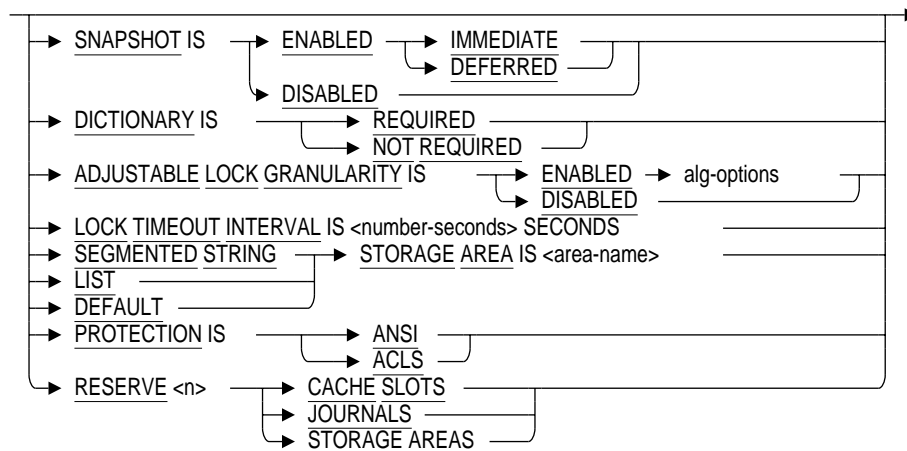 SNAPSHOT IS ENABLED IMMEDIATE
DEFERRED
DISABLED
DICTIONARY IS REQUIRED
NOT REQUIRED
ADJUSTABLE LOCK GRANULARITY IS ENABLED alg-options
DISABLED
LOCK TIMEOUT INTERVAL IS <number-seconds> SECONDS
SEGMENTED STRING STORAGE AREA IS <area-name>
LIST
DEFAULT
PROTECTION IS ANSI
ACLS
RESERVE <n> CACHE SLOTS
JOURNALS
STORAGE AREAS